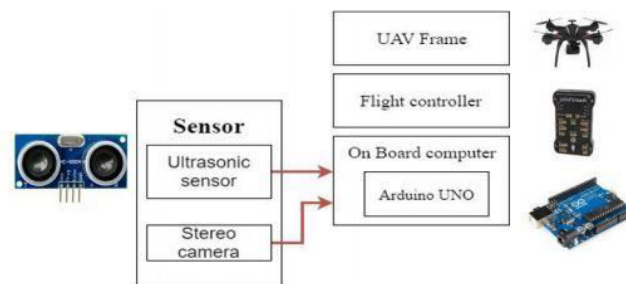 UAV Frame
Flight controller
Sensor
Ultrasonic
sensor
On Board computer
Arduino UNO
Stereo
camera